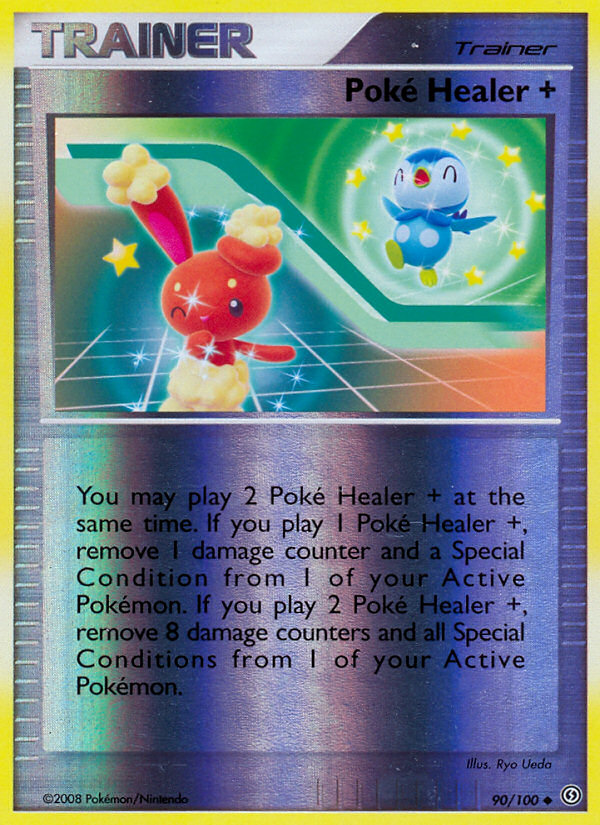 TRAINER
Trainer
Poké Healer +
You may play 2 Poké Healer + at the
same time. If you play 1 Poké Healer +,
remove 1 damage counter and a Special
Condition from 1 of your Active
Pokémon. If you play 2 Poké Healer +,
remove 8 damage counters and all Special
Conditions from 1 of your Active
Pokémon.
Illus. Ryo Ueda
©2008 Pokémon/Nintendo
90/100